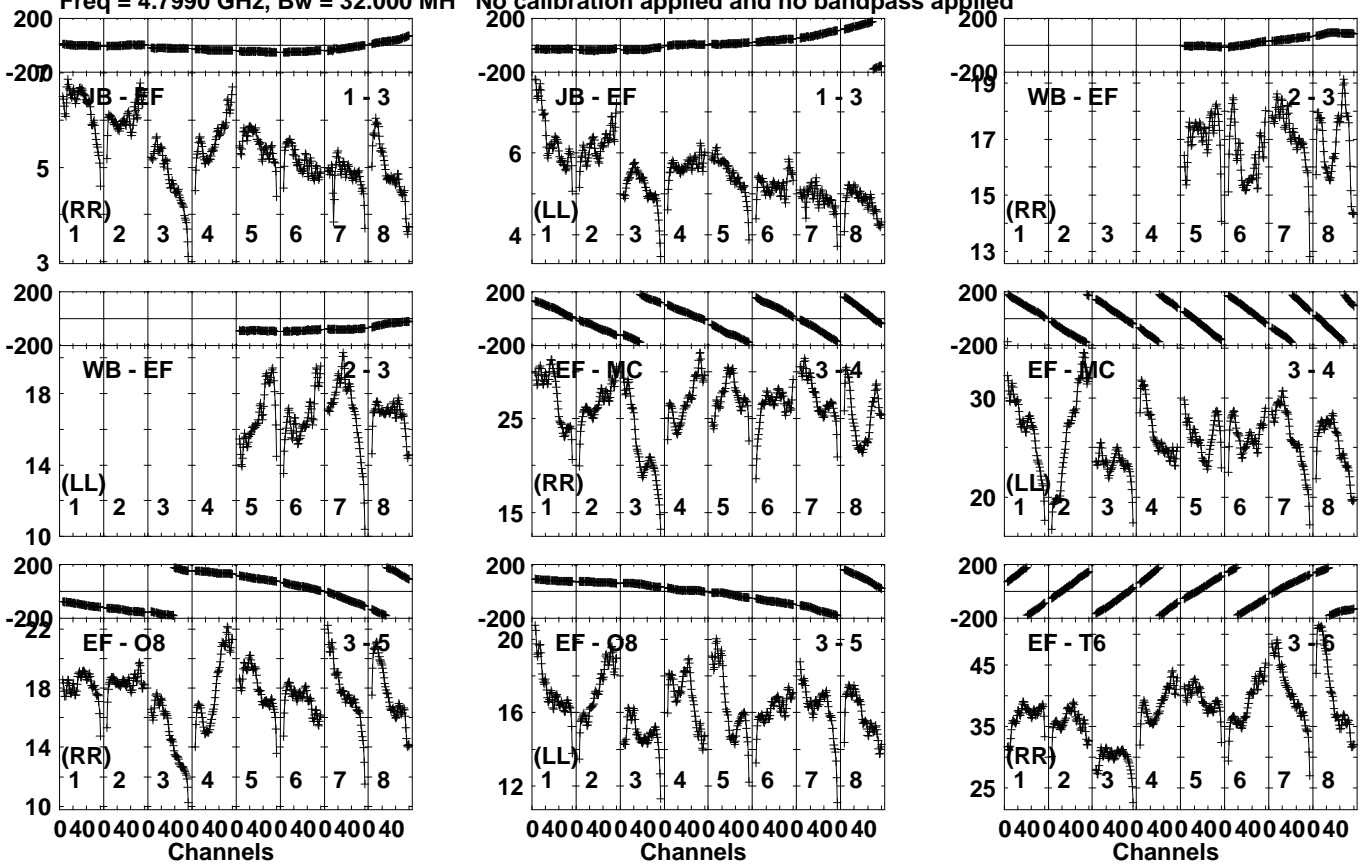 Freq = 4.7990 GHz, Bw = 32.000 MH No calibration applied and no bandpass applied
200
-200
7
5
3
JB - EF 1 - 3
(RR)
1 2 3 4 5 6 7 8
200
-200
6
4
JB - EF 1 - 3
(LL)
1 2 3 4 5 6 7 8
200
-200
19
17
15
13
WB - EF 2 - 3
(RR)
1 2 3 4 5 6 7 8
200
-200
18
14
10
WB - EF 2 - 3
(LL)
1 2 3 4 5 6 7 8
200
-200
25
15
EF - MC 3 - 4
(RR)
1 2 3 4 5 6 7 8
200
-200
30
20
EF - MC 3 - 4
(LL)
1 2 3 4 5 6 7 8
200
-200
22
18
14
10
EF - O8 3 - 5
(RR)
1 2 3 4 5 6 7 8
0 40 0 40 0 40 0 40 0 40 0 40 0 40 0 40
Channels
200
-200
20
16
12
EF - O8 3 - 5
(LL)
1 2 3 4 5 6 7 8
0 40 0 40 0 40 0 40 0 40 0 40 0 40 0 40
Channels
200
-200
45
35
25
EF - T6 3 - 6
(RR)
1 2 3 4 5 6 7 8
0 40 0 40 0 40 0 40 0 40 0 40 0 40 0 40
Channels